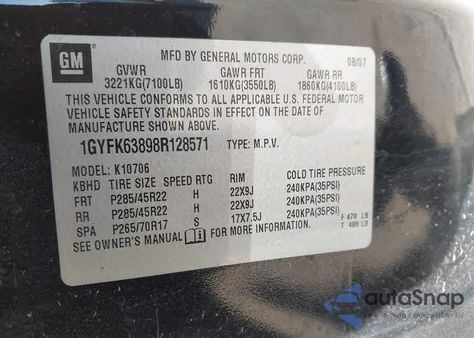 GM
MFD BY GENERAL MOTORS CORP. 08/07
GVWR GAWR FRT GAWR RR
3221KG(7100LB) 1610KG(3550LB) 1860KG(4100LB)
THIS VEHICLE CONFORMS TO ALL APPLICABLE U.S. FEDERAL MOTOR
VEHICLE SAFETY STANDARDS IN EFFECT ON THE DATE OF
MANUFACTURE SHOWN ABOVE.
1GYFK63898R128571 TYPE: M.P.V.
MODEL: K10706
KBHD TIRE SIZE SPEED RTG RIM COLD TIRE PRESSURE
FRT P285/45R22 H 22X9J 240KPA(35PSI)
RR P285/45R22 H 22X9J 240KPA(35PSI)
SPA P265/70R17 S 17X7.5J 240KPA(35PSI)
SEE OWNER'S MANUAL FOR MORE INFORMATION.
F 470 LB
T 489 LB
autoSnap